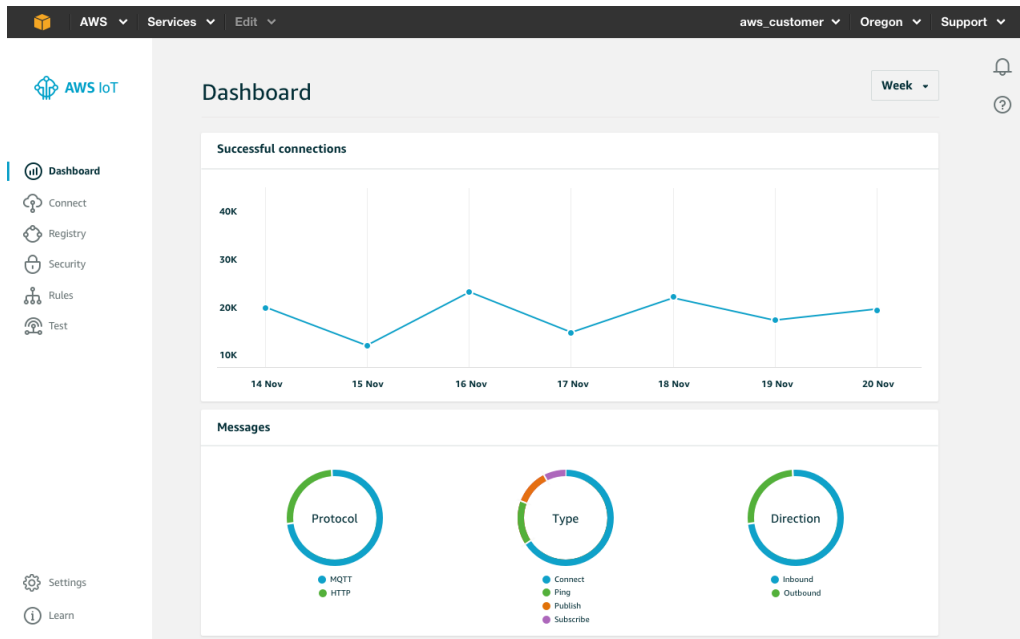 AWS Services Edit aws_customer Oregon Support
AWS IoT
Dashboard
Connect
Registry
Security
Rules
Test
Settings
Learn
Dashboard
Week
Successful connections
40K
30K
20K
10K
14 Nov 15 Nov 16 Nov 17 Nov 18 Nov 19 Nov 20 Nov
Messages
Protocol
MQTT
HTTP
Type
Connect
Ping
Publish
Subscribe
Direction
Inbound
Outbound